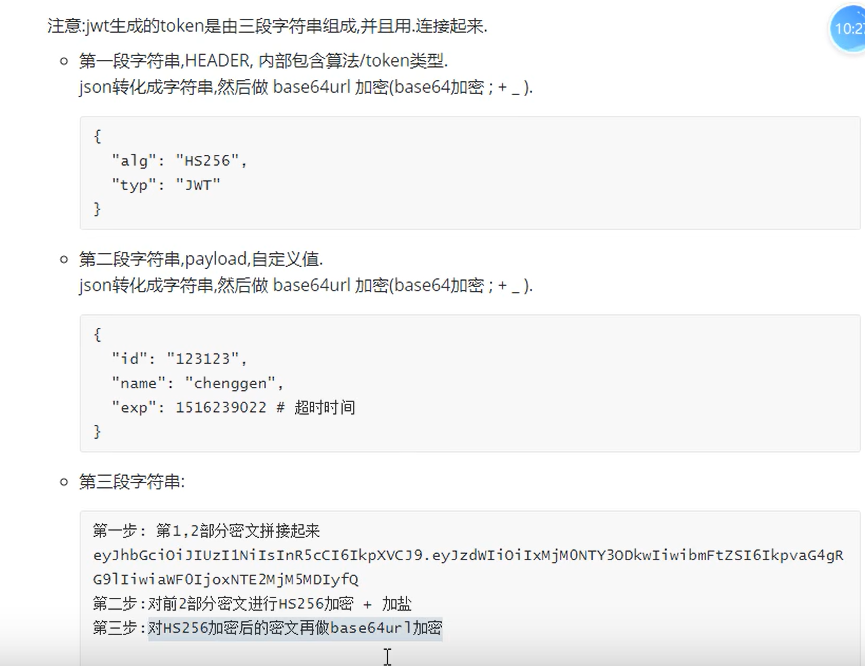 注意:jwt生成的token是由三段字符串组成,并且用.连接起来.
10:27
第一段字符串,HEADER, 内部包含算法/token类型.
json转化成字符串,然后做 base64url 加密(base64加密 ; + _ ).
{
"alg": "HS256",
"typ": "JWT"
}
第二段字符串,payload,自定义值.
json转化成字符串,然后做 base64url 加密(base64加密 ; + _ ).
{
"id": "123123",
"name": "chenggen",
"exp": 1516239022 # 超时时间
}
第三段字符串:
第一步: 第1,2部分密文拼接起来
eyJhbGciOiJIUzI1NiIsInR5cCI6IkpXVCJ9.eyJzdWIiOiIxMjM0NTY3ODkwIiwibmFtZSI6IkpvaG4gR
G9lIiwiaWF0IjoxNTE2MjM5MDIyfQ
第二步:对前2部分密文进行HS256加密 + 加盐
第三步:对HS256加密后的密文再做base64url加密